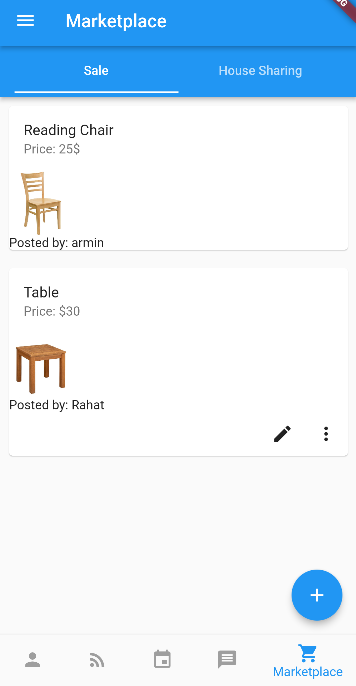 Marketplace
Sale
House Sharing
Reading Chair
Price: 25$
Posted by: armin
Table
Price: $30
Posted by: Rahat
Marketplace